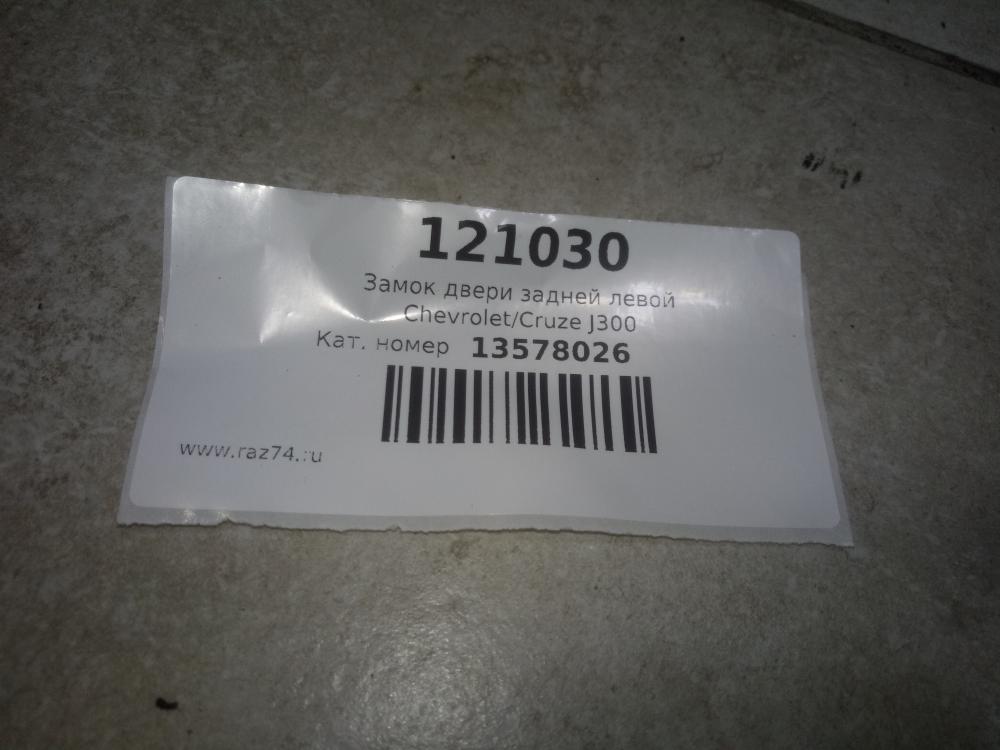 121030
Замок двери задней левой
Chevrolet/Cruze J300
Кат. номер 13578026
www.raz74.ru